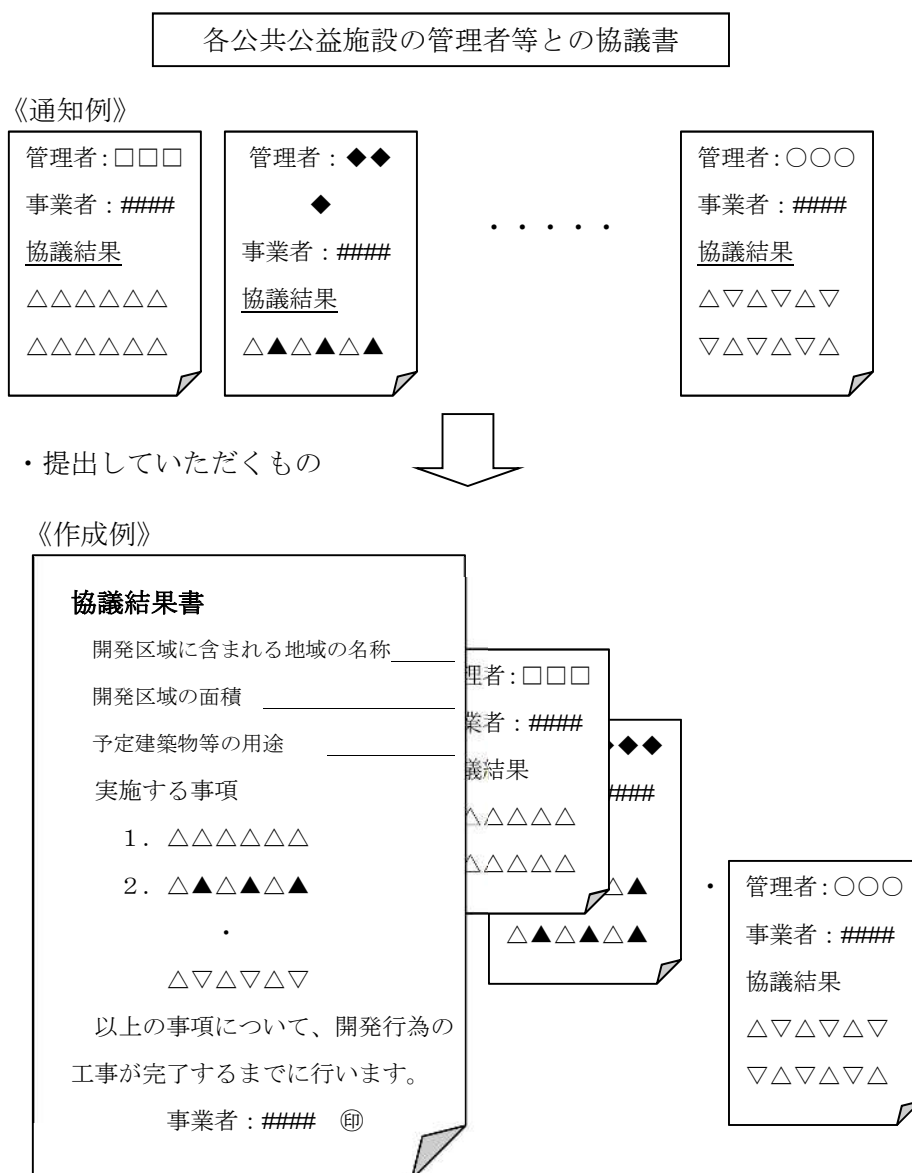 各公共公益施設の管理者等との協議書
《通知例》
管理者:□□□
事業者:####
協議結果
△△△△△△
△△△△△△
管理者:◆◆
◆
事業者:####
協議結果
△▲△▲△▲
・・・・・
管理者:○○○
事業者:####
協議結果
△▽△▽△▽
▽△▽△▽△
・提出していただくもの
《作成例》
協議結果書
開発区域に含まれる地域の名称
開発区域の面積
予定建築物等の用途
実施する事項
1.△△△△△△
2.△▲△▲△▲
・
△▽△▽△▽
以上の事項について、開発行為の
工事が完了するまでに行います。
事業者:#### ㊞
理者:□□□
業者:####
議結果
△△△△△
△△△△△
◆◆◆
####
△▲
△▲△▲△▲
・
管理者:○○○
事業者:####
協議結果
△▽△▽△▽
▽△▽△▽△